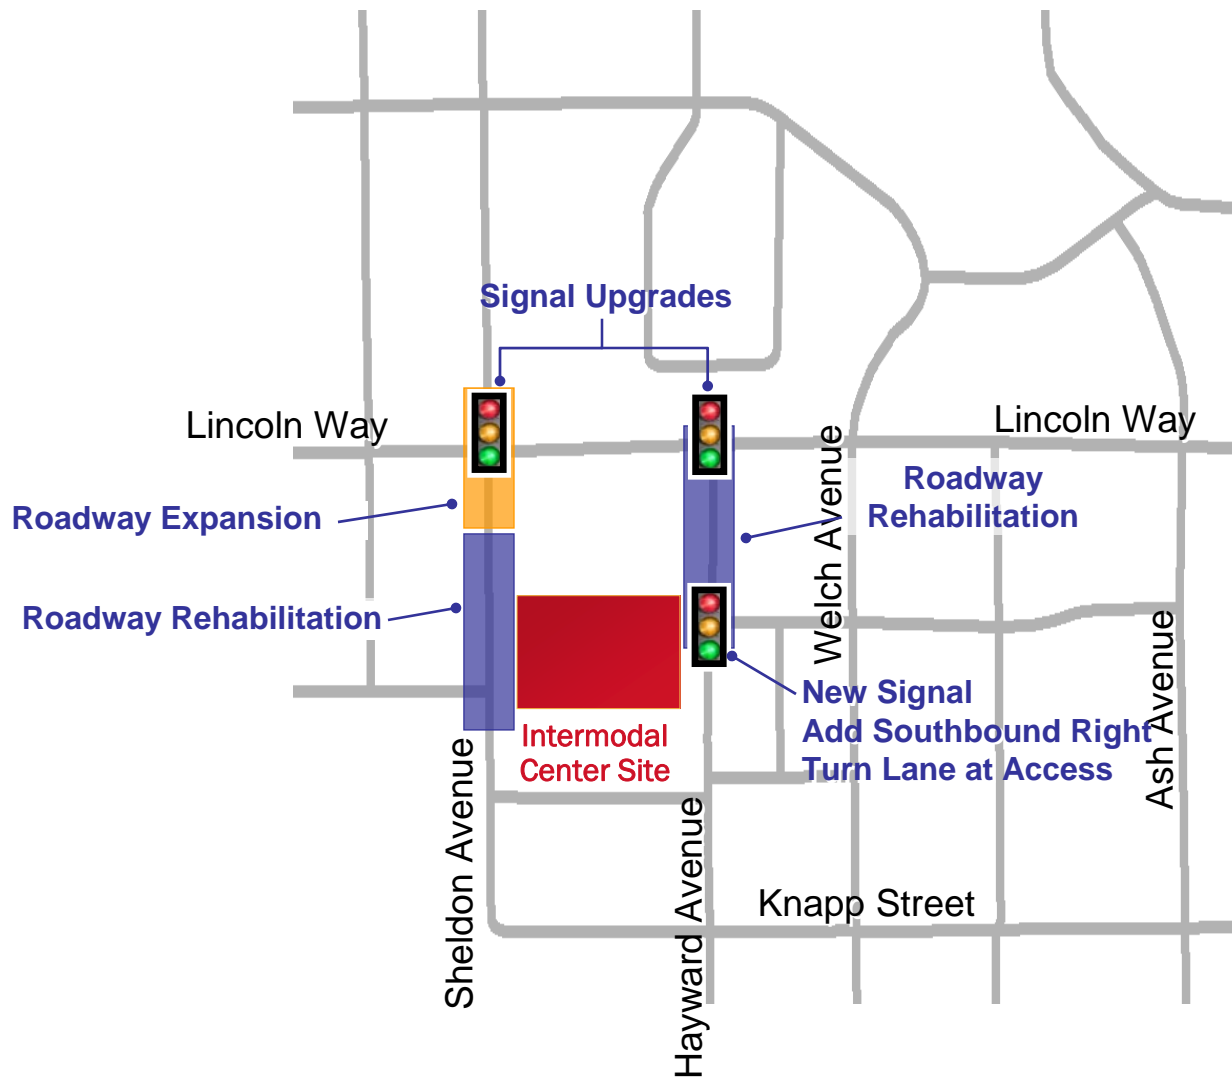 Signal Upgrades
Lincoln Way
Lincoln Way
Roadway Expansion
Roadway
Rehabilitation
Welch Avenue
Roadway Rehabilitation
New Signal
Add Southbound Right
Turn Lane at Access
Intermodal
Center Site
Ash Avenue
Sheldon Avenue
Hayward Avenue
Knapp Street